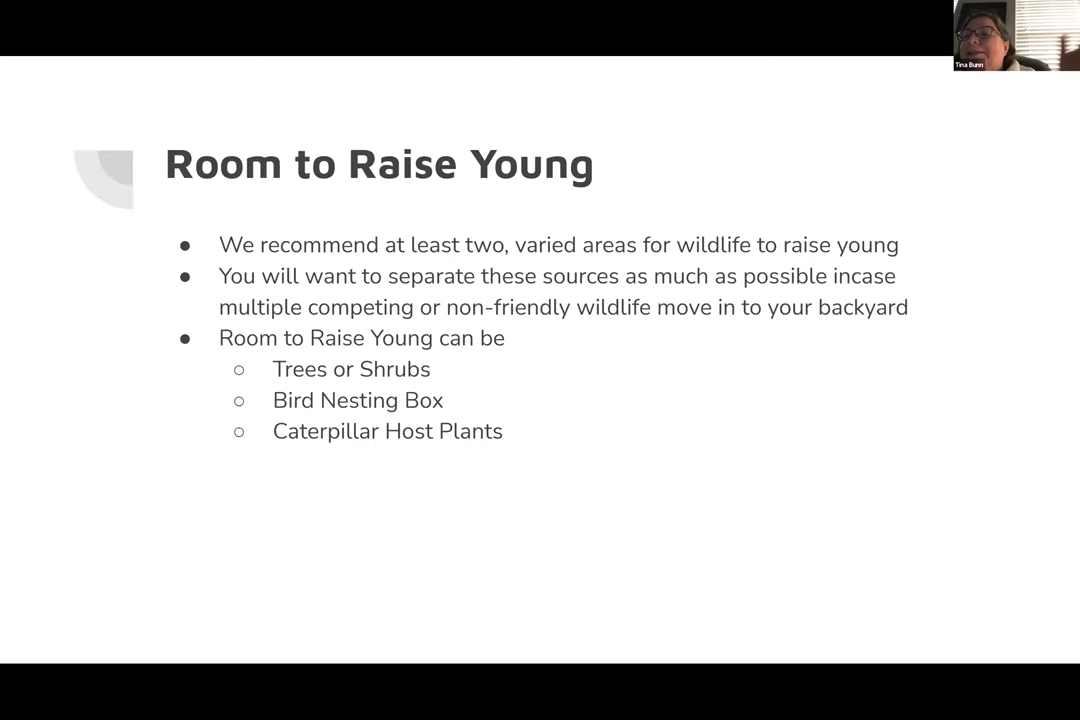 Tina Bunn
Room to Raise Young
● We recommend at least two, varied areas for wildlife to raise young
● You will want to separate these sources as much as possible incase
multiple competing or non-friendly wildlife move in to your backyard
● Room to Raise Young can be
○ Trees or Shrubs
○ Bird Nesting Box
○ Caterpillar Host Plants